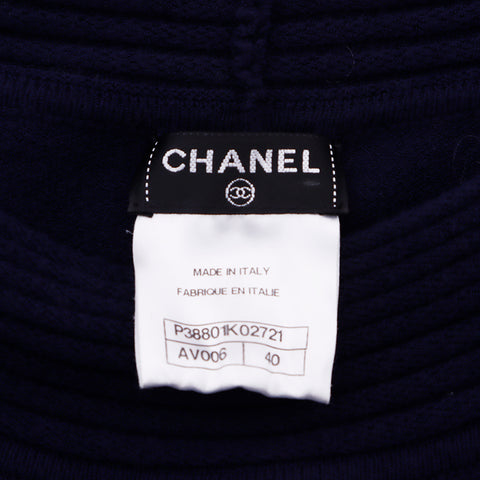 CHANEL
MADE IN ITALY
FABRIQUE EN ITALIE
P38801K02721
AV006 40